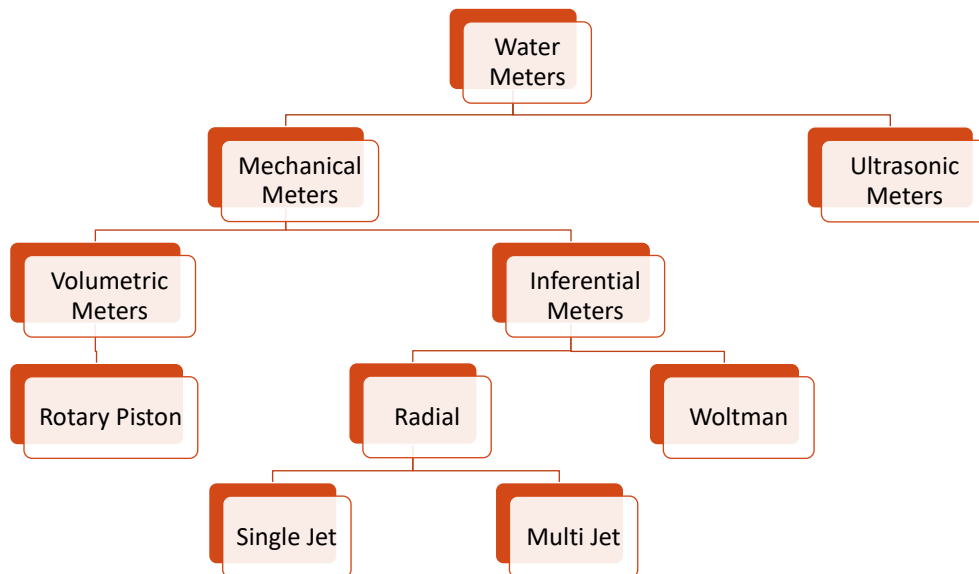 Water
Meters
Mechanical
Meters
Ultrasonic
Meters
Volumetric
Meters
Inferential
Meters
Rotary Piston
Radial
Woltman
Single Jet
Multi Jet